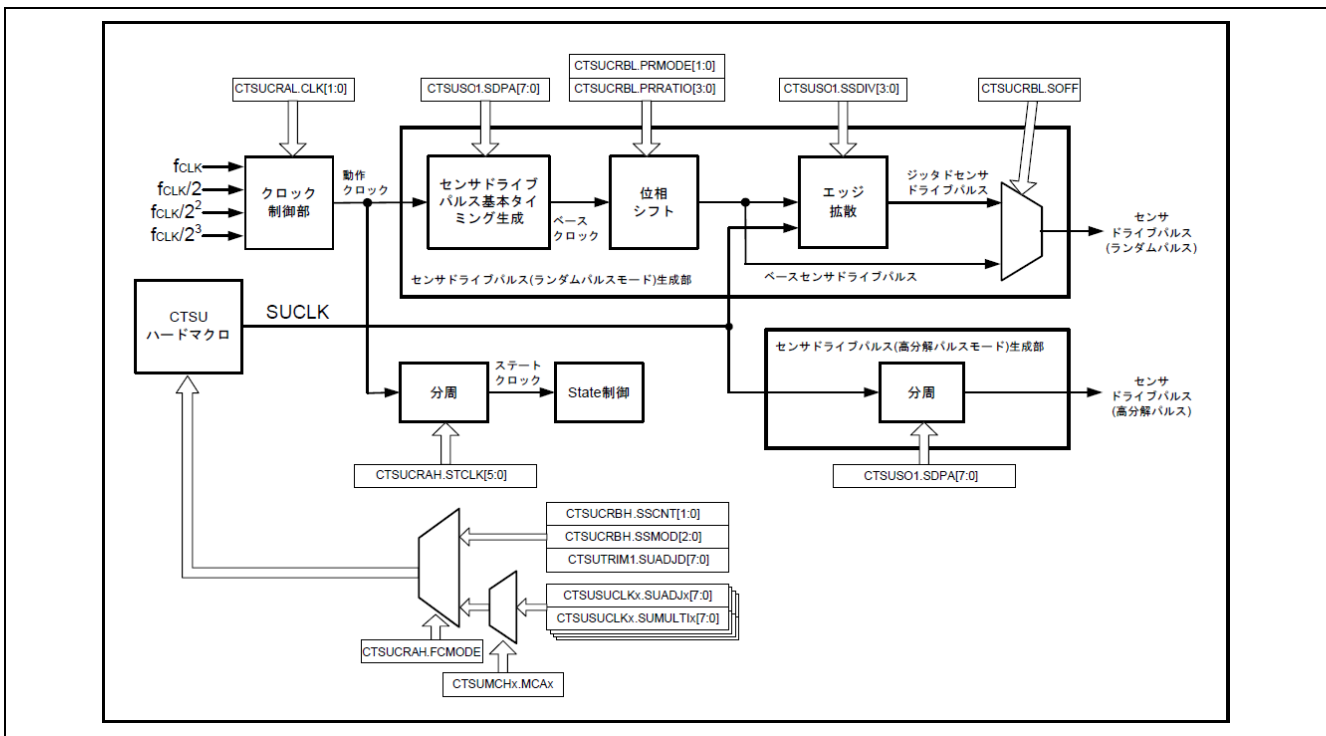 CTSUCRBL.PRMODE[1:0]
CTSUCRAL.CLK[1:0]
CTSUSO1.SDPA[7:0]
CTSUCRBL.PRRATIO[3:0]
CTSUSO1.SSDIV[3:0]
CTSUCRBL.SOFF
fCLK
fCLK/2
fCLK/2²
fCLK/2³
クロック
制御部
動作
クロック
センサドライブ
パルス基本タイ
ミング生成
ベース
クロック
位相
シフト
エッジ
拡散
ジッタドセンサ
ドライブパルス
センサ
ドライブパルス
(ランダムパルス)
ベースセンサドライブパルス
センサドライブパルス(ランダムパルスモード)生成部
CTSU
ハードマクロ
SUCLK
センサドライブパルス(高分解パルスモード)生成部
分周
ステート
クロック
State制御
分周
センサ
ドライブパルス
(高分解パルス)
CTSUCRAH.STCLK[5:0]
CTSUSO1.SDPA[7:0]
CTSUCRBH.SSCNT[1:0]
CTSUCRBH.SSMOD[2:0]
CTSUTRIM1.SUADJD[7:0]
CTSUSUCLKx.SUADJx[7:0]
CTSUSUCLKx.SUMULTIx[7:0]
CTSUCRAH.FCMODE
CTSUMCHx.MCAx